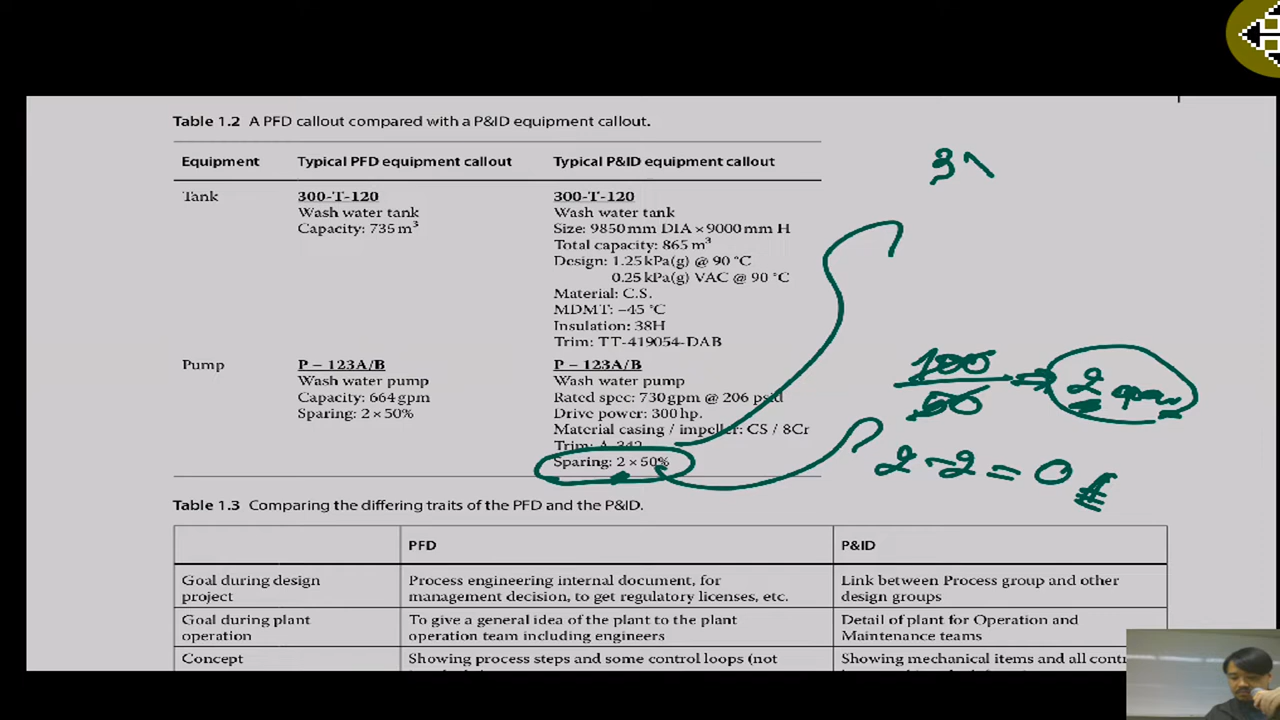 Table 1.2 A PFD callout compared with a P&ID equipment callout.
Equipment Typical PFD equipment callout Typical P&ID equipment callout
Tank 300-T-120 300-T-120
Wash water tank Wash water tank
Capacity: 735 m³ Size: 9850 mm DIA × 9000 mm H
Total capacity: 865 m³
Design: 1.25 kPa(g) @ 90 °C
0.25 kPa(g) VAC @ 90 °C
Material: C.S.
MDMT: −45 °C
Insulation: 38H
Trim: TT-419054-DAB
Pump P – 123A/B P – 123A/B
Wash water pump Wash water pump
Capacity: 664 gpm Rated spec: 730 gpm @ 206 psid
Sparing: 2 × 50% Drive power: 300 hp.
Material casing / impeller: CS / 8Cr
Trim: A-342
Sparing: 2 × 50%
3
100
50
2
2 - 2 = 0
Table 1.3 Comparing the differing traits of the PFD and the P&ID.
PFD P&ID
Goal during design project Process engineering internal document, for management decision, to get regulatory licenses, etc. Link between Process group and other design groups
Goal during plant operation To give a general idea of the plant to the plant operation team including engineers Detail of plant for Operation and Maintenance teams
Concept Showing process steps and some control loops (not Showing mechanical items and all